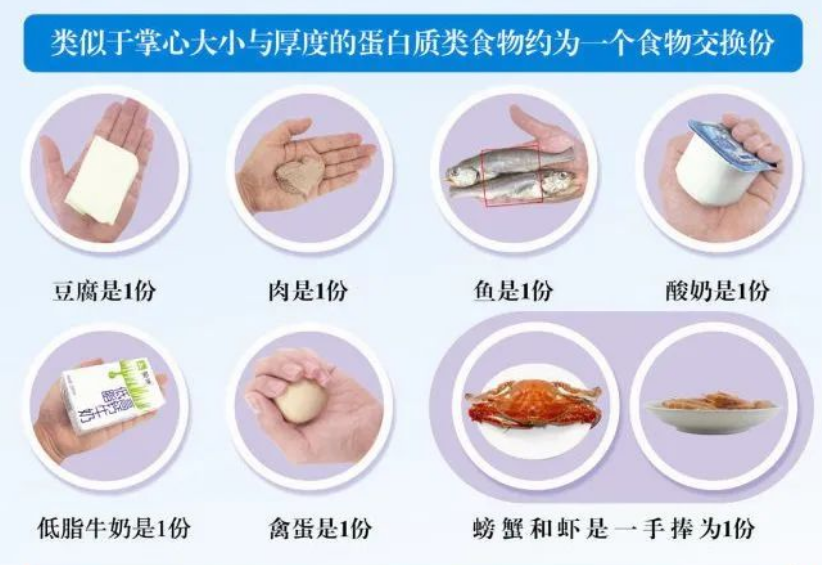 类似于掌心大小与厚度的蛋白质类食物约为一个食物交换份
豆腐是1份
肉是1份
鱼是1份
酸奶是1份
低脂牛奶是1份
禽蛋是1份
螃蟹和虾是一手捧为1份